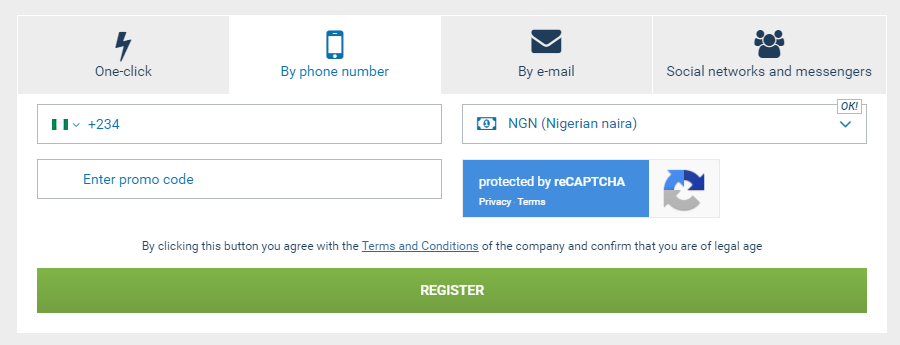 One-click
By phone number
By e-mail
Social networks and messengers
+234
NGN (Nigerian naira)
OK!
Enter promo code
protected by reCAPTCHA
Privacy · Terms
By clicking this button you agree with the Terms and Conditions of the company and confirm that you are of legal age
REGISTER